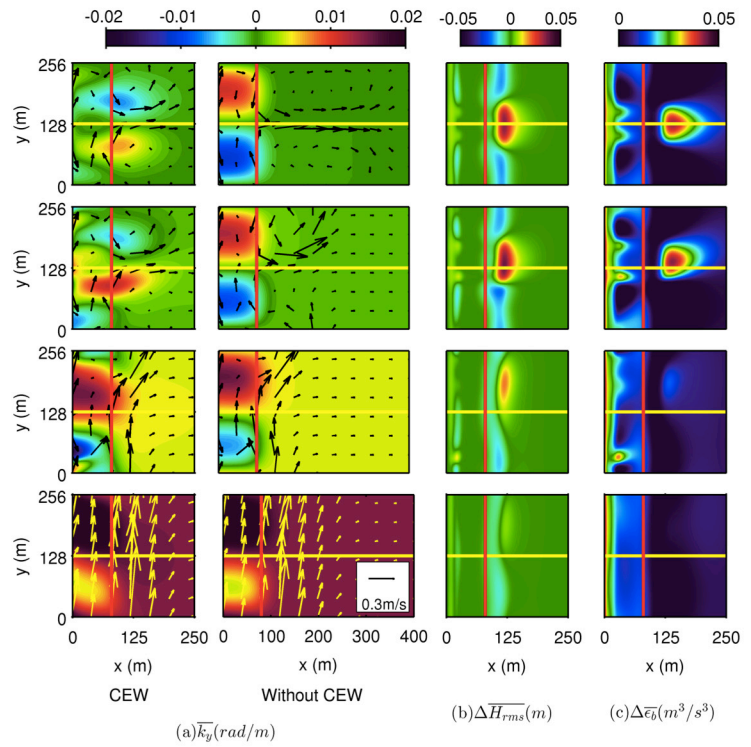 -0.02 -0.01 0 0.01 0.02
-0.05 0 0.05
0 0.05
256
y (m)
128
0
256
y (m)
128
0
256
y (m)
128
0
256
y (m)
128
0
0.3m/s
0 125 250
0 100 200 300 400
0 125 250
0 125 250
x (m)
x (m)
x (m)
x (m)
CEW
Without CEW
(a) $\overline{k_y}(rad/m)$
(b) $\Delta\overline{H_{rms}}(m)$
(c) $\Delta\overline{\epsilon_b}(m^3/s^3)$